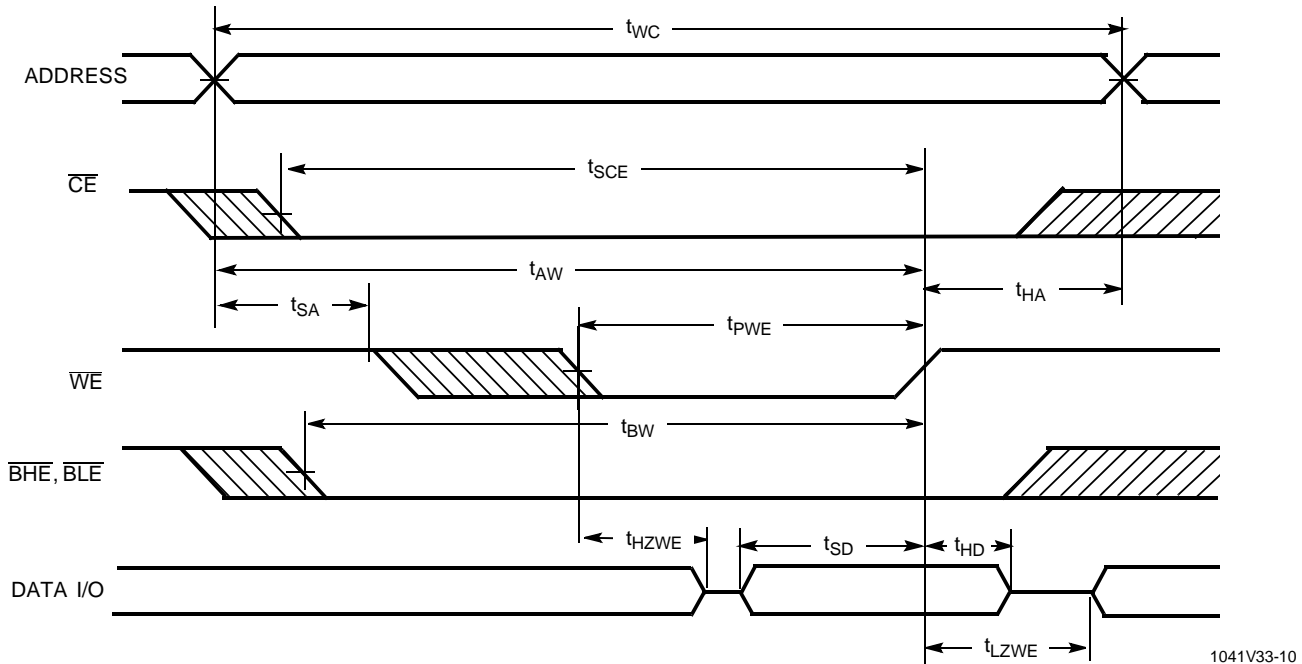 tWC
ADDRESS
tSCE
CE
tAW
tSA
tHA
tPWE
WE
tBW
BHE, BLE
tHZWE
tSD
tHD
DATA I/O
tLZWE
1041V33-10